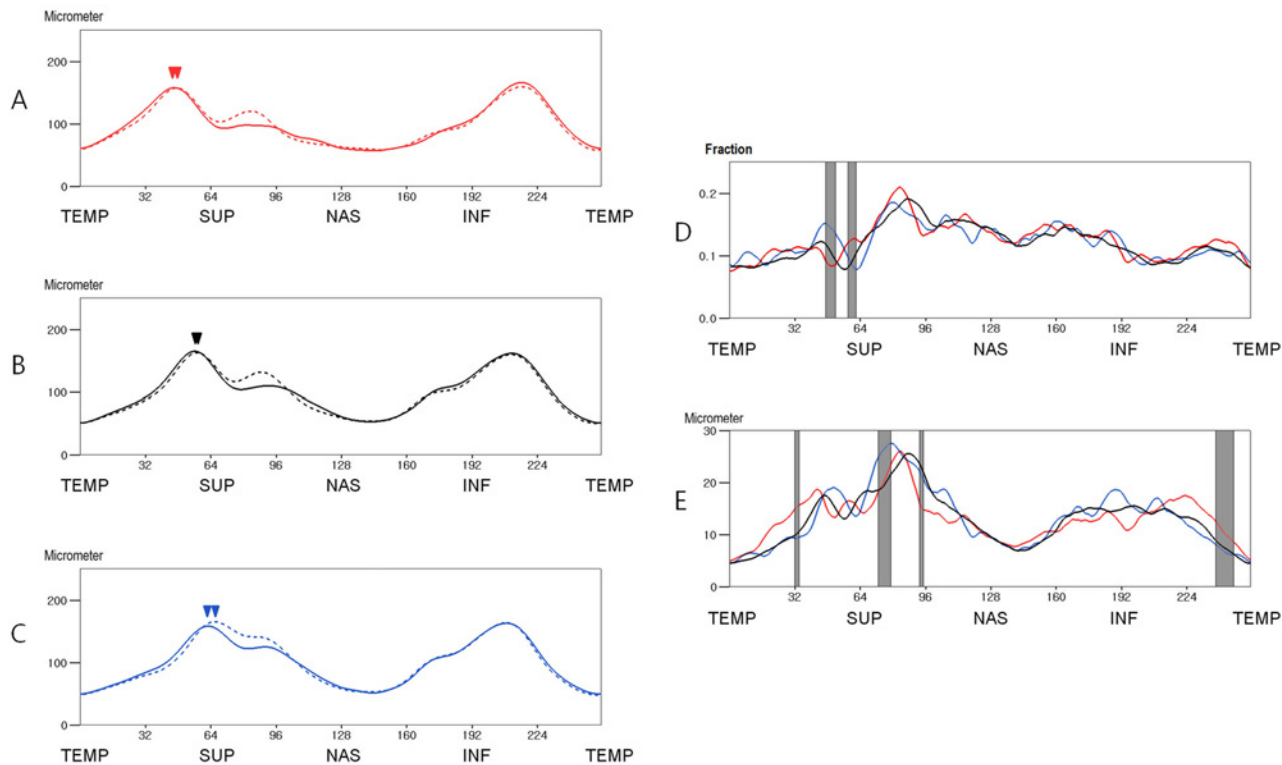 Micrometer
A
200
100
0
32 64 96 128 160 192 224
TEMP SUP NAS INF TEMP
Micrometer
B
200
100
0
32 64 96 128 160 192 224
TEMP SUP NAS INF TEMP
Micrometer
C
200
100
0
32 64 96 128 160 192 224
TEMP SUP NAS INF TEMP
Fraction
D
0.2
0.1
0.0
32 64 96 128 160 192 224
TEMP SUP NAS INF TEMP
Micrometer
E
30
20
10
0
32 64 96 128 160 192 224
TEMP SUP NAS INF TEMP